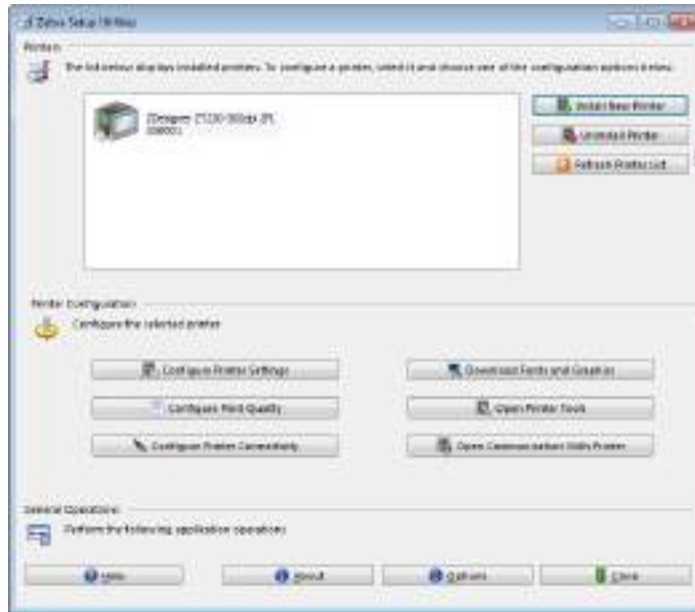 Zebra Setup Utilities
Printers
The list below displays installed printers. To configure a printer, select it and choose one of the configuration options below.
Install New Printer
ZDesigner
USB001
Uninstall Printer
Refresh Printer List
Printer Configuration
Configure the selected printer
Configure Printer Settings
Download Fonts and Graphics
Configure Print Quality
Open Printer Tools
Configure Printer Connectivity
Open Communication With Printer
General Operations
Perform the following application operations
Help
About
Options
Close